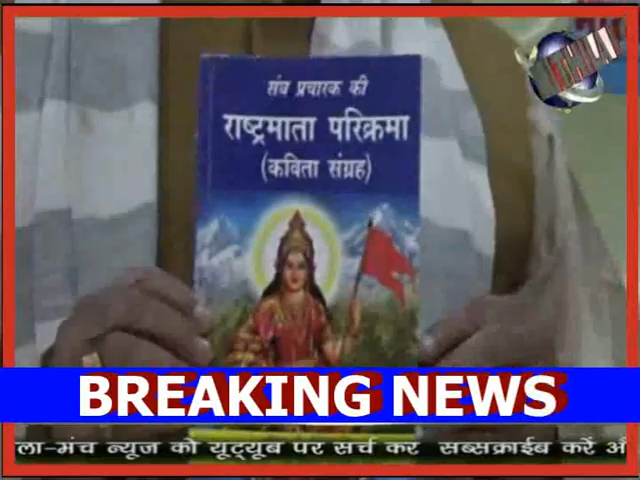 संघ प्रचारक की
राष्ट्रमाता परिक्रमा
(कविता संग्रह)
BREAKING NEWS
ला-मंच न्यूज को यूट्यूब पर सर्च कर सब्सक्राईब करें